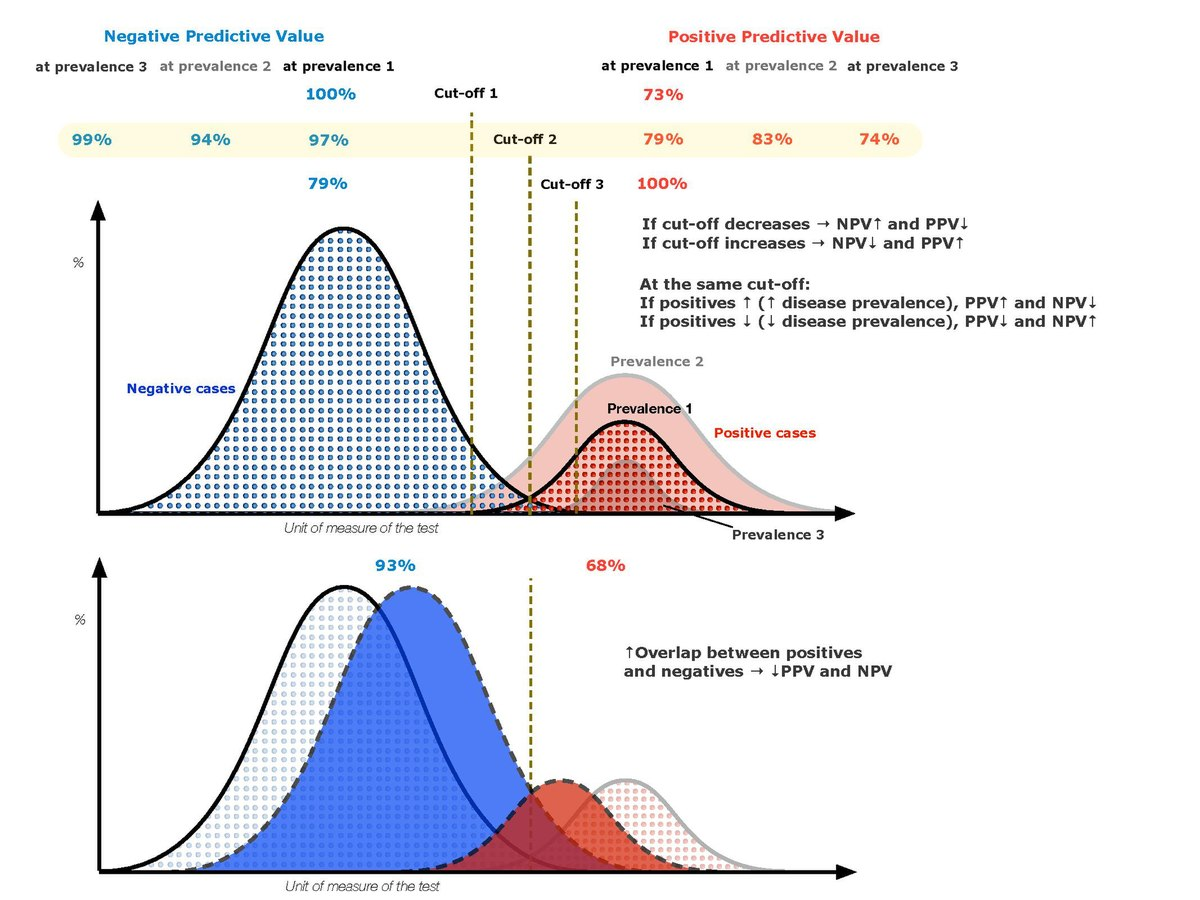 Negative Predictive Value
Positive Predictive Value
at prevalence 3 at prevalence 2 at prevalence 1
at prevalence 1 at prevalence 2 at prevalence 3
100% Cut-off 1 73%
99% 94% 97% Cut-off 2 79% 83% 74%
79% Cut-off 3 100%
If cut-off decreases → NPV↑ and PPV↓
If cut-off increases → NPV↓ and PPV↑
%
At the same cut-off:
If positives ↑ (↑ disease prevalence), PPV↑ and NPV↓
If positives ↓ (↓ disease prevalence), PPV↓ and NPV↑
Prevalence 2
Negative cases
Prevalence 1
Positive cases
Unit of measure of the test
Prevalence 3
93% 68%
%
↑Overlap between positives
and negatives → ↓PPV and NPV
Unit of measure of the test